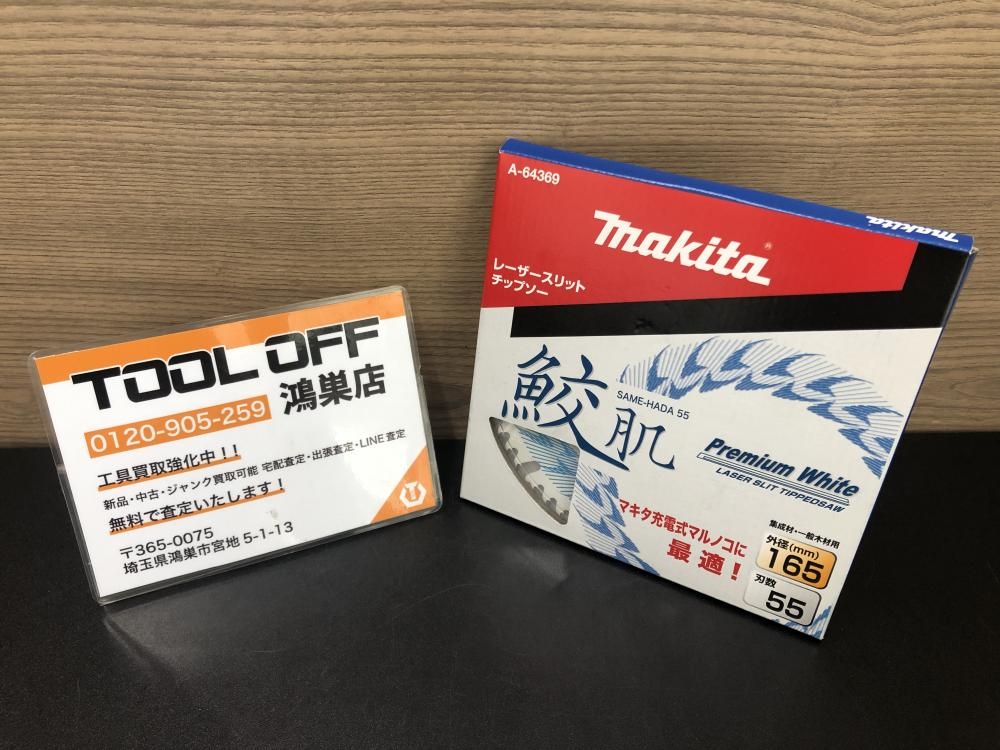 TOOL OFF
鴻巣店
0120-905-259
工具買取強化中!!
新品・中古・ジャンク買取可能 宅配査定・出張査定・LINE査定
無料で査定いたします!
〒365-0075
埼玉県鴻巣市宮地 5-1-13
A-64369
makita
makita
レーザースリット
チップソー
鮫肌
SAME-HADA 55
Premium White
LASER SLIT TIPPEDSAW
マキタ充電式マルノコに
最適!
集成材・一般木材用
外径(mm)
165
刃数
55